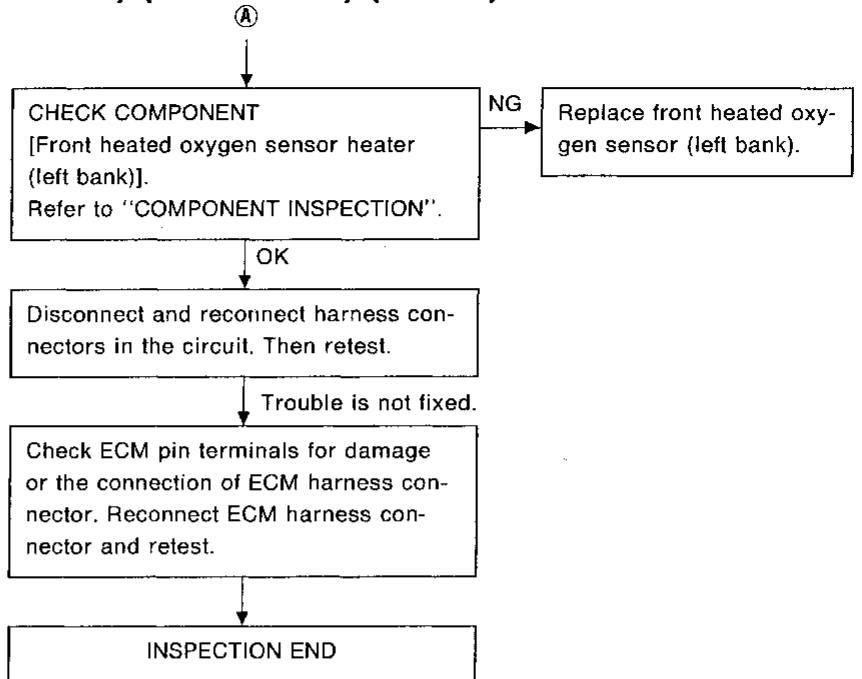 Ⓐ
CHECK COMPONENT
[Front heated oxygen sensor heater
(left bank)].
Refer to "COMPONENT INSPECTION".
NG
Replace front heated oxy-
gen sensor (left bank).
OK
Disconnect and reconnect harness con-
nectors in the circuit. Then retest.
Trouble is not fixed.
Check ECM pin terminals for damage
or the connection of ECM harness con-
nector. Reconnect ECM harness con-
nector and retest.
INSPECTION END